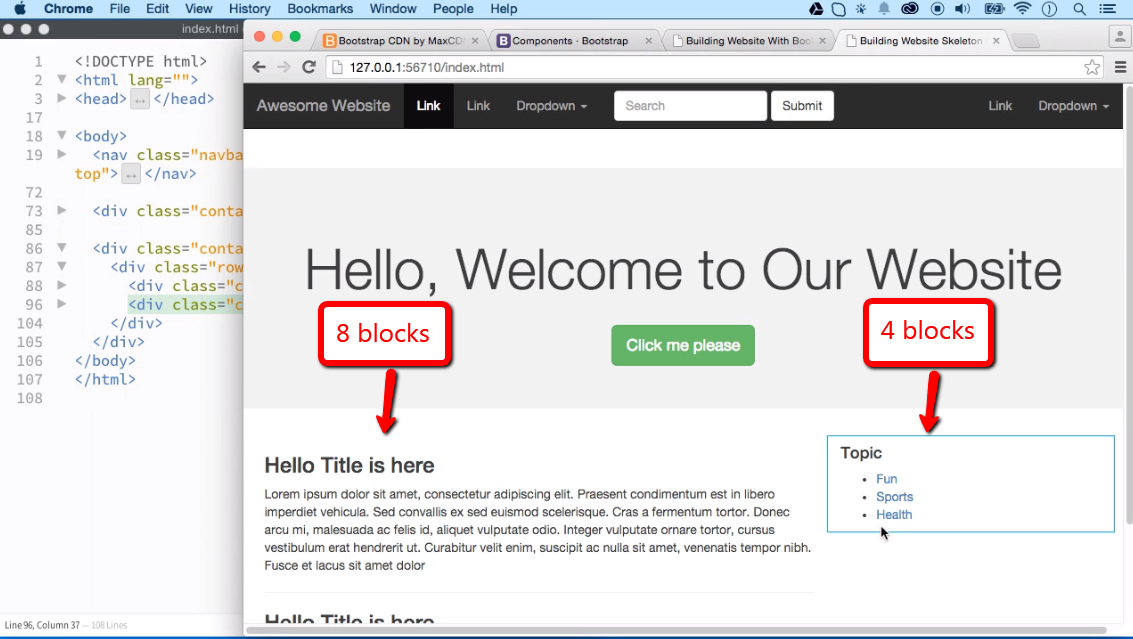 Chrome File Edit View History Bookmarks Window People Help
index.html
Bootstrap CDN by MaxCD
Components · Bootstrap
Building Website With Boo
Building Website Skeleton
127.0.0.1:56710/index.html
1 <!DOCTYPE html>
2 <html lang="">
3 <head> </head>
17
18 <body>
19 <nav class="navba
top"> </nav>
72
73 <div class="conta
85
86 <div class="conta
87 <div class="row
88 <div class="c
96 <div class="c
104 </div>
105 </div>
106 </body>
107 </html>
108
Line 96, Column 37 — 108 Lines
Awesome Website Link Link Dropdown Search Submit Link Dropdown
Hello, Welcome to Our Website
8 blocks
4 blocks
Click me please
Hello Title is here
Lorem ipsum dolor sit amet, consectetur adipiscing elit. Praesent condimentum est in libero
imperdiet vehicula. Sed convallis ex sed euismod scelerisque. Cras a fermentum tortor. Donec
arcu mi, malesuada ac felis id, aliquet vulputate odio. Integer vulputate ornare tortor, cursus
vestibulum erat hendrerit ut. Curabitur velit enim, suscipit ac nulla sit amet, venenatis tempor nibh.
Fusce et lacus sit amet dolor
Hello Title is here
Topic
Fun
Sports
Health